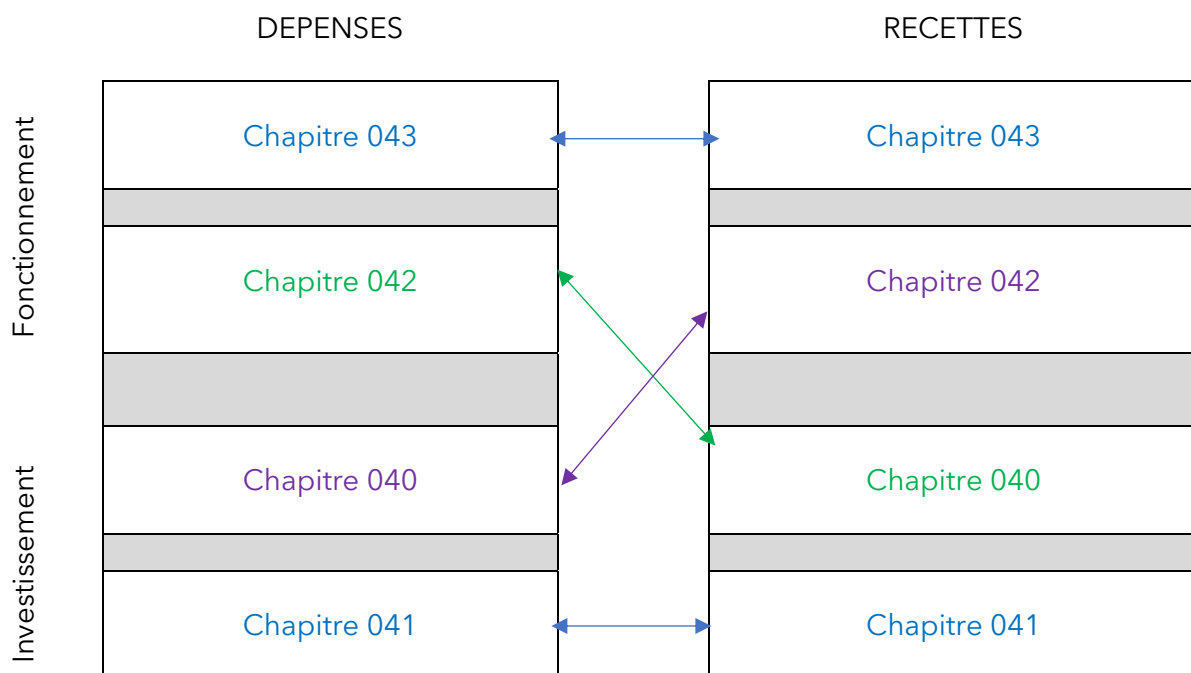 DEPENSES
RECETTES
Fonctionnement
Chapitre 043
Chapitre 043
Chapitre 042
Chapitre 042
Investissement
Chapitre 040
Chapitre 040
Chapitre 041
Chapitre 041